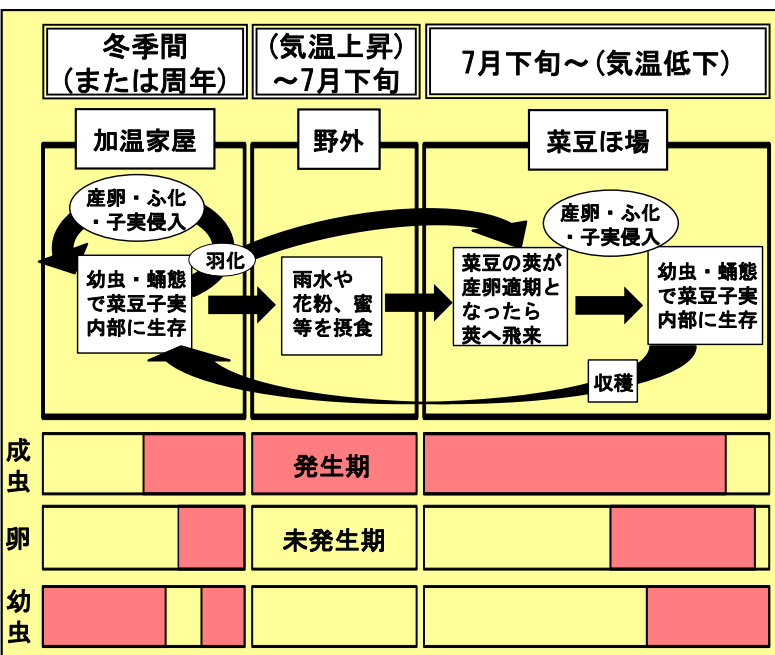 冬季間
(または周年)
(気温上昇)
～7月下旬
7月下旬～(気温低下)
加温家屋
野外
菜豆ほ場
産卵・ふ化
・子実侵入
羽化
幼虫・蛹態
で菜豆子実
内部に生存
雨水や
花粉、蜜
等を摂食
菜豆の莢が
産卵適期と
なったら
莢へ飛来
産卵・ふ化
・子実侵入
幼虫・蛹態
で菜豆子実
内部に生存
収穫
成虫
発生期
卵
未発生期
幼虫